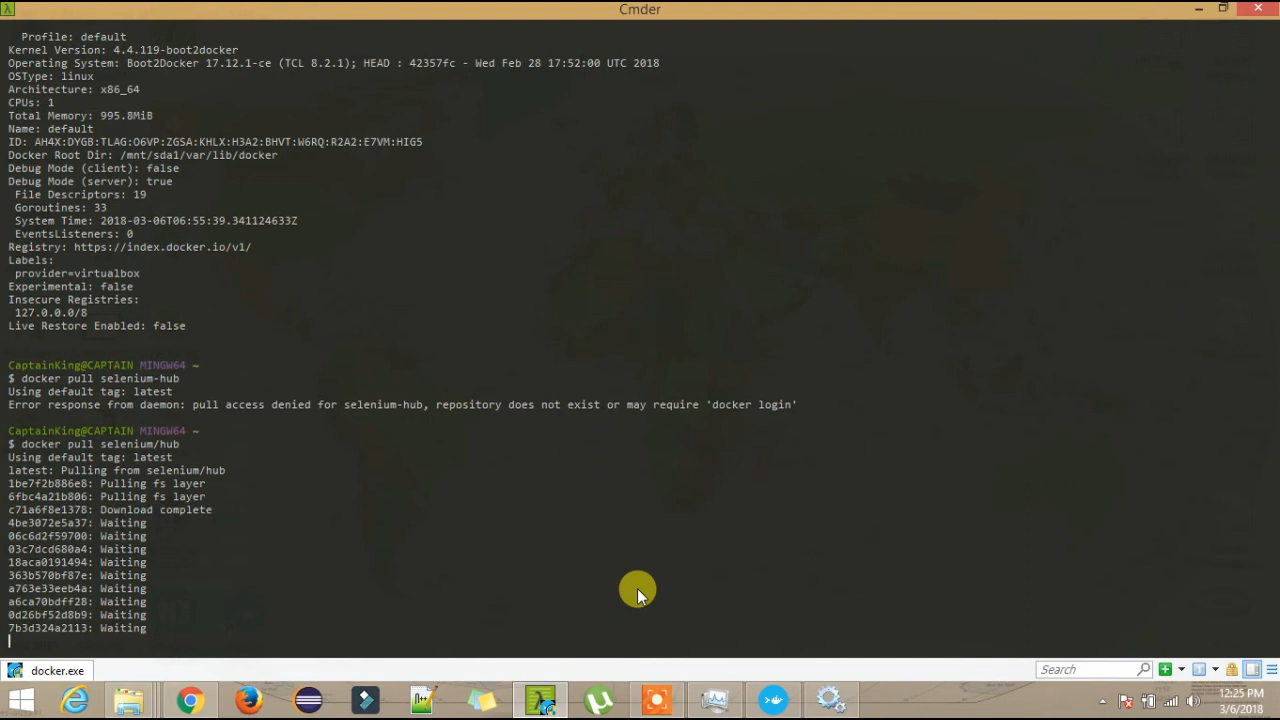 Cmder
Profile: default
Kernel Version: 4.4.119-boot2docker
Operating System: Boot2Docker 17.12.1-ce (TCL 8.2.1); HEAD : 42357fc - Wed Feb 28 17:52:00 UTC 2018
OSType: linux
Architecture: x86_64
CPUs: 1
Total Memory: 995.8MiB
Name: default
ID: AH4X:DYGB:TLAG:O6VP:ZGSA:KHLX:H3A2:BHVT:W6RQ:R2A2:E7VM:HIG5
Docker Root Dir: /mnt/sda1/var/lib/docker
Debug Mode (client): false
Debug Mode (server): true
File Descriptors: 19
Goroutines: 33
System Time: 2018-03-06T06:55:39.341124633Z
EventsListeners: 0
Registry: https://index.docker.io/v1/
Labels:
provider=virtualbox
Experimental: false
Insecure Registries:
127.0.0.0/8
Live Restore Enabled: false
CaptainKing@CAPTAIN MINGW64 ~
$ docker pull selenium-hub
Using default tag: latest
Error response from daemon: pull access denied for selenium-hub, repository does not exist or may require 'docker login'
CaptainKing@CAPTAIN MINGW64 ~
$ docker pull selenium/hub
Using default tag: latest
latest: Pulling from selenium/hub
1be7f2b886e8: Pulling fs layer
6fbc4a21b806: Pulling fs layer
c71a6f8e1378: Download complete
4be3072e5a37: Waiting
06c6d2f59700: Waiting
03c7dcd680a4: Waiting
18aca0191494: Waiting
363b570bf87e: Waiting
a763e33eeb4a: Waiting
a6ca70bdff28: Waiting
0d26bf52d8b9: Waiting
7b3d324a2113: Waiting
docker.exe
Search
12:25 PM
3/6/2018